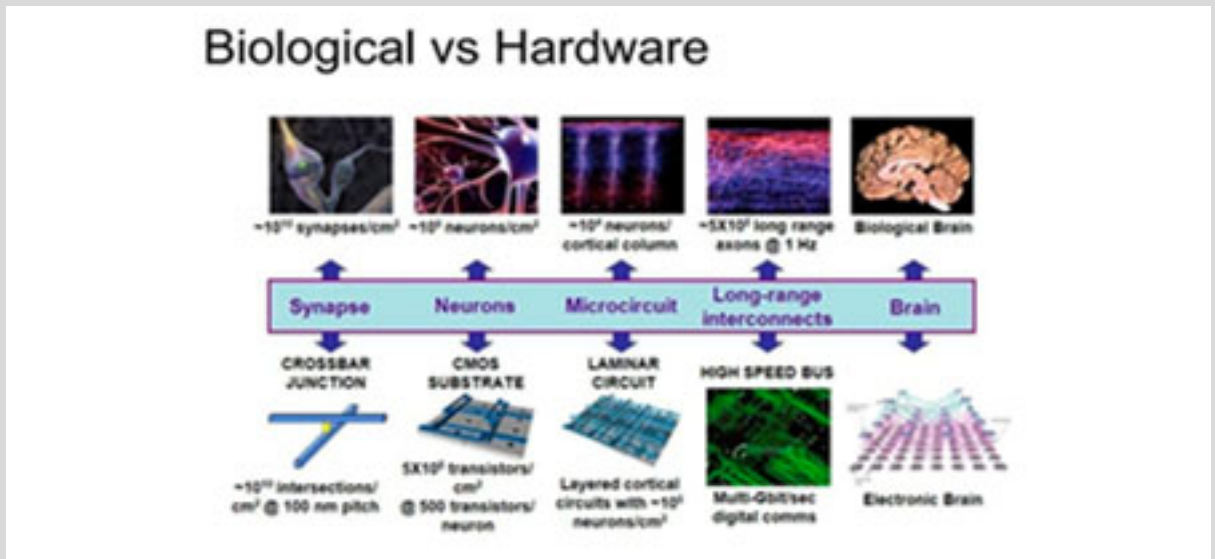 Biological vs Hardware
~10¹⁰ synapses/cm²
neurons/cm²
neurons/
cortical column
long range
axons @ 1 Hz
Biological Brain
Synapse
Neurons
Microcircuit
Long-range
interconnects
Brain
CROSSBAR
JUNCTION
CMOS
SUBSTRATE
LAMINAR
CIRCUIT
HIGH SPEED BUS
~10¹⁰ intersections/
cm² @ 100 nm pitch
transistors/
cm²
@ 500 transistors/
neuron
Layered cortical
circuits with
neurons/cm²
Multi-Gbit/sec
digital comms
Electronic Brain